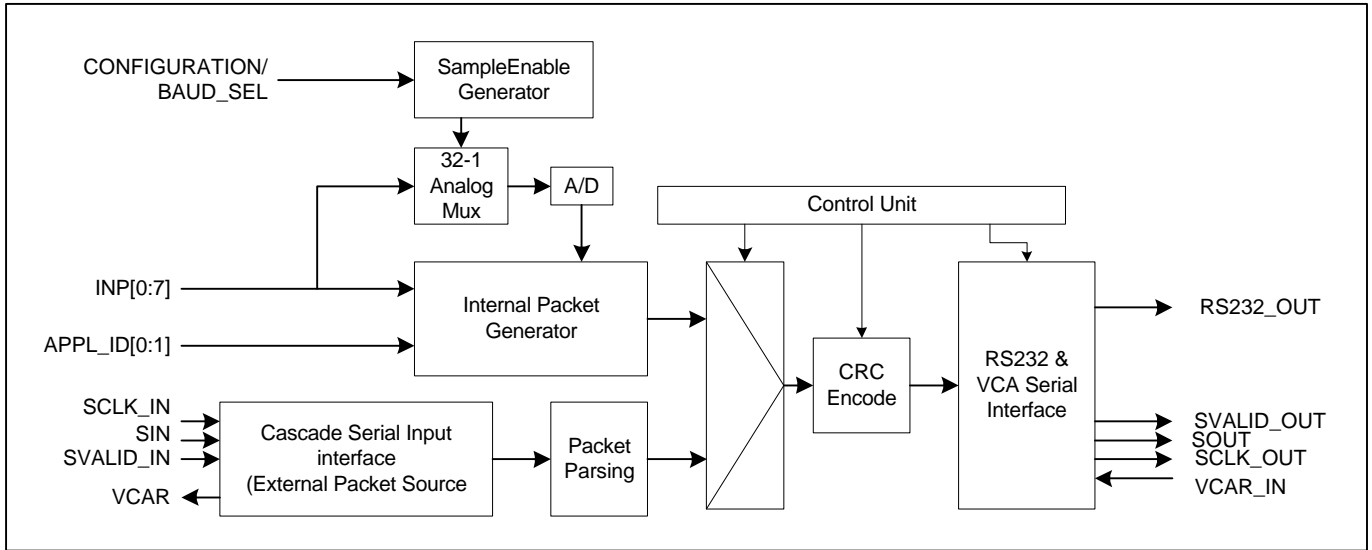 CONFIGURATION/
BAUD_SEL
SampleEnable
Generator
32-1
Analog
Mux
A/D
Control Unit
INP[0:7]
APPL_ID[0:1]
Internal Packet
Generator
CRC
Encode
RS232 &
VCA Serial
Interface
RS232_OUT
SCLK_IN
SIN
SVALID_IN
VCAR
Cascade Serial Input
interface
(External Packet Source
Packet
Parsing
SVALID_OUT
SOUT
SCLK_OUT
VCAR_IN